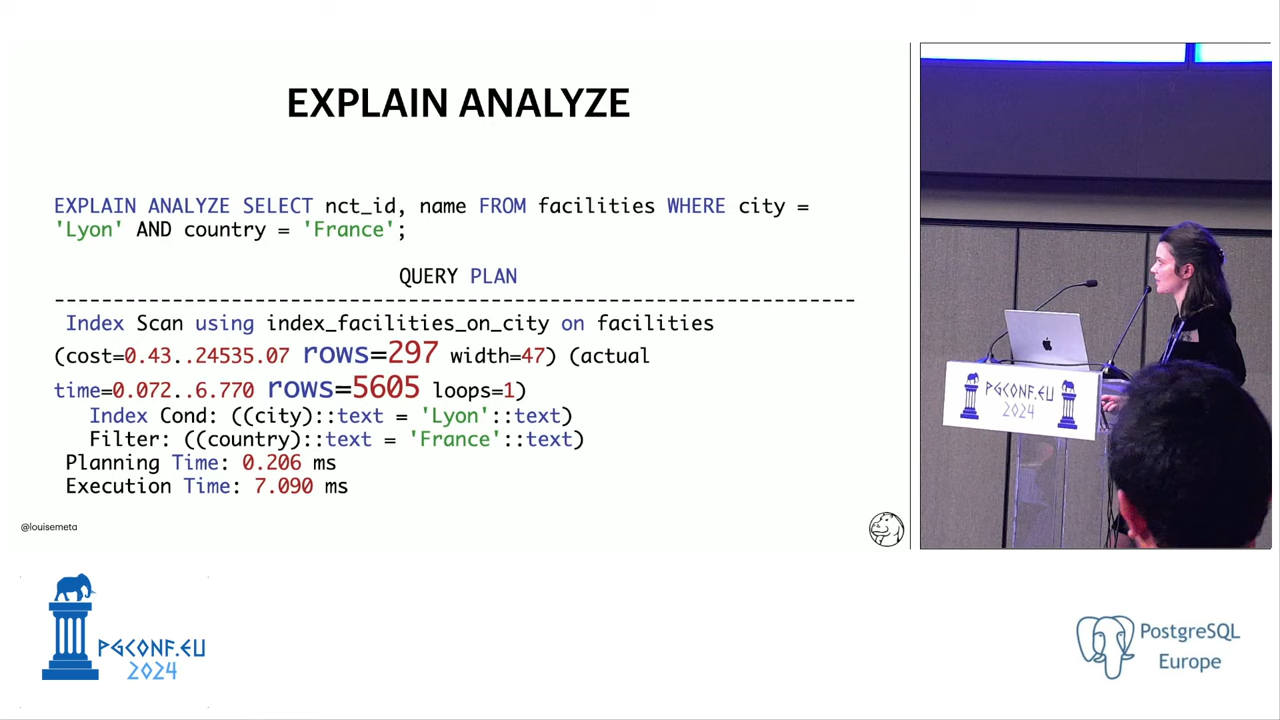 EXPLAIN ANALYZE
EXPLAIN ANALYZE SELECT nct_id, name FROM facilities WHERE city =
'Lyon' AND country = 'France';
QUERY PLAN
--------------------------------------------------------------------
Index Scan using index_facilities_on_city on facilities
(cost=0.43..24535.07 rows=297 width=47) (actual
time=0.072..6.770 rows=5605 loops=1)
Index Cond: ((city)::text = 'Lyon'::text)
Filter: ((country)::text = 'France'::text)
Planning Time: 0.206 ms
Execution Time: 7.090 ms
@louisemeta
PGCONF.EU
2024
PGCONF.EU
2024
PostgreSQL
Europe